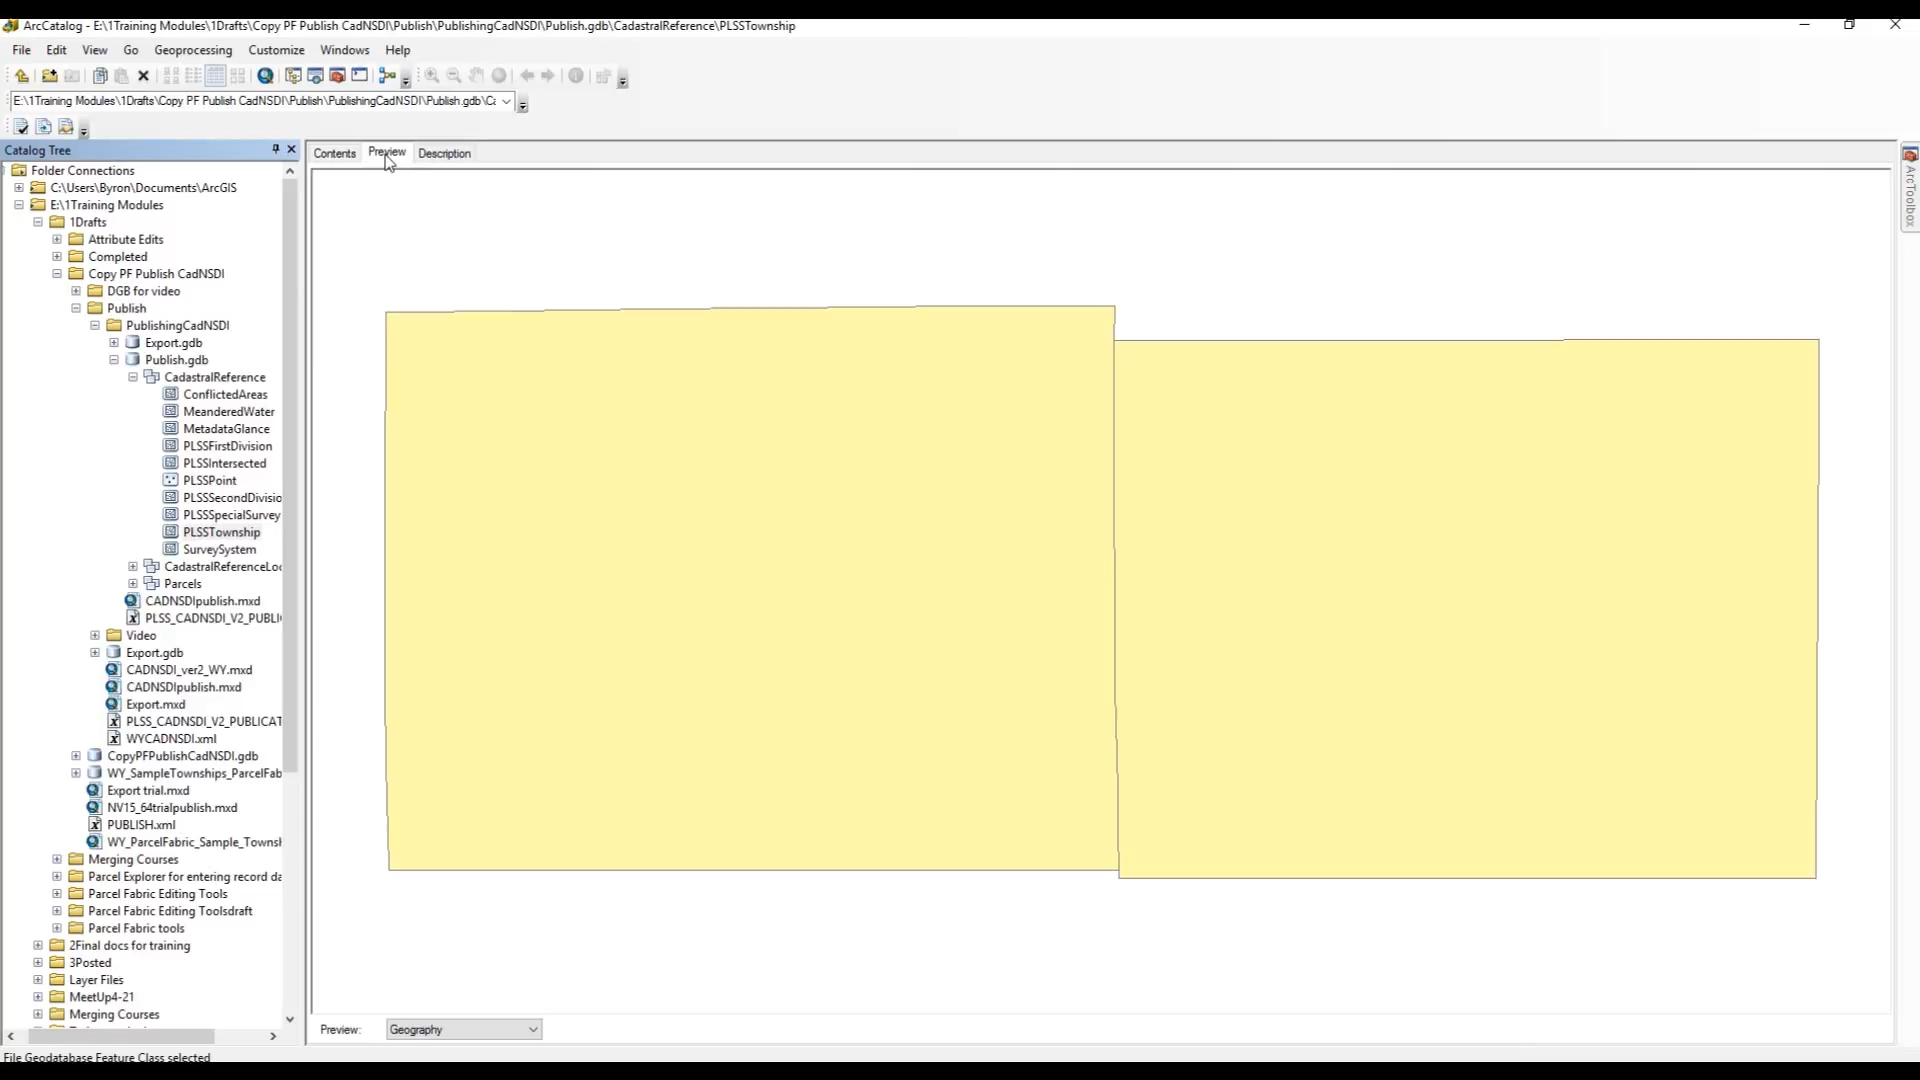 ArcCatalog - E:\1Training Modules\1Drafts\Copy PF Publish CadNSDI\Publish\PublishingCadNSDI\Publish.gdb\CadastralReference\PLSSTownship
File Edit View Go Geoprocessing Customize Windows Help
E:\1Training Modules\1Drafts\Copy PF Publish CadNSDI\Publish\PublishingCadNSDI\Publish.gdb\Ca
Catalog Tree
Contents Preview Description
Folder Connections
C:\Users\Byron\Documents\ArcGIS
E:\1Training Modules
1Drafts
Attribute Edits
Completed
Copy PF Publish CadNSDI
DGB for video
Publish
PublishingCadNSDI
Export.gdb
Publish.gdb
CadastralReference
ConflictedAreas
MeanderedWater
MetadataGlance
PLSSFirstDivision
PLSSIntersected
PLSSPoint
PLSSSecondDivisio
PLSSSpecialSurvey
PLSSTownship
SurveySystem
CadastralReferenceLoc
Parcels
CADNSDIpublish.mxd
PLSS_CADNSDI_V2_PUBLI
Video
Export.gdb
CADNSDI_ver2_WY.mxd
CADNSDIpublish.mxd
Export.mxd
PLSS_CADNSDI_V2_PUBLICAT
WYCADNSDI.xml
CopyPFPublishCadNSDI.gdb
WY_SampleTownships_ParcelFab
Export trial.mxd
NV15_64trialpublish.mxd
PUBLISH.xml
WY_ParcelFabric_Sample_Townsh
Merging Courses
Parcel Explorer for entering record da
Parcel Fabric Editing Tools
Parcel Fabric Editing Toolsdraft
Parcel Fabric tools
2Final docs for training
3Posted
Layer Files
MeetUp4-21
Merging Courses
ArcToolbox
Preview: Geography
File Geodatabase Feature Class selected